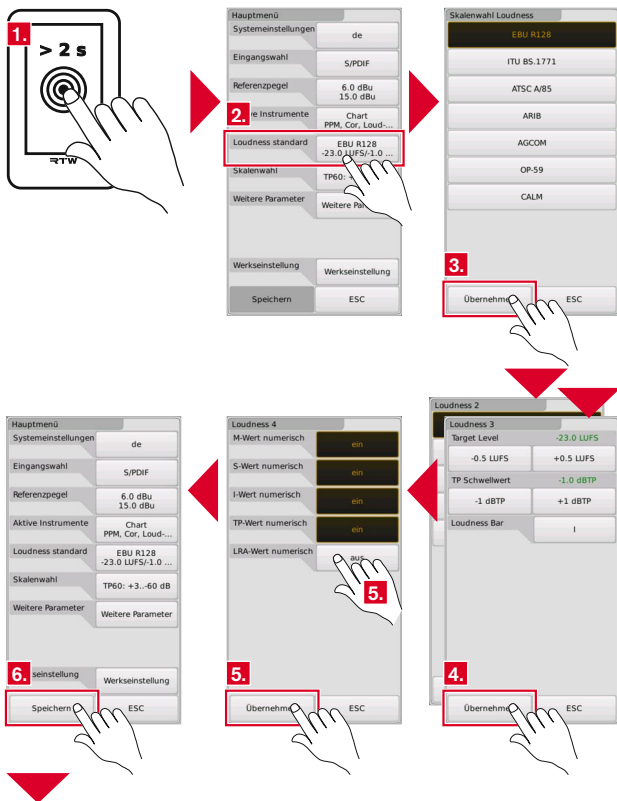 1.
> 2 s
RTW
Hauptmenü
Systemeinstellungen
de
Eingangswahl
S/PDIF
Referenzpegel
6.0 dBu
15.0 dBu
2.
ve Instrumente
Chart
PPM, Cor, Loud-...
Loudness standard
EBU R128
-23.0 LUFS/-1.0 ...
Skalenwahl
TP60: +
Weitere Parameter
Weitere Par
Werkseinstellung
Werkseinstellung
Speichern
ESC
Skalenwahl Loudness
EBU R128
ITU BS.1771
ATSC A/85
ARIB
AGCOM
OP-59
CALM
3.
Übernehme
ESC
Loudness 2
Loudness 3
Target Level
-23.0 LUFS
-0.5 LUFS
+0.5 LUFS
TP Schwellwert
-1.0 dBTP
-1 dBTP
+1 dBTP
Loudness Bar
I
4.
Übernehme
ESC
Loudness 4
M-Wert numerisch
ein
S-Wert numerisch
ein
I-Wert numerisch
ein
TP-Wert numerisch
ein
LRA-Wert numerisch
aus
5.
5.
Übernehme
ESC
Hauptmenü
Systemeinstellungen
de
Eingangswahl
S/PDIF
Referenzpegel
6.0 dBu
15.0 dBu
Aktive Instrumente
Chart
PPM, Cor, Loud-...
Loudness standard
EBU R128
-23.0 LUFS/-1.0 ...
Skalenwahl
TP60: +3..-60 dB
Weitere Parameter
Weitere Parameter
6.
seinstellung
Werkseinstellung
Speichern
ESC